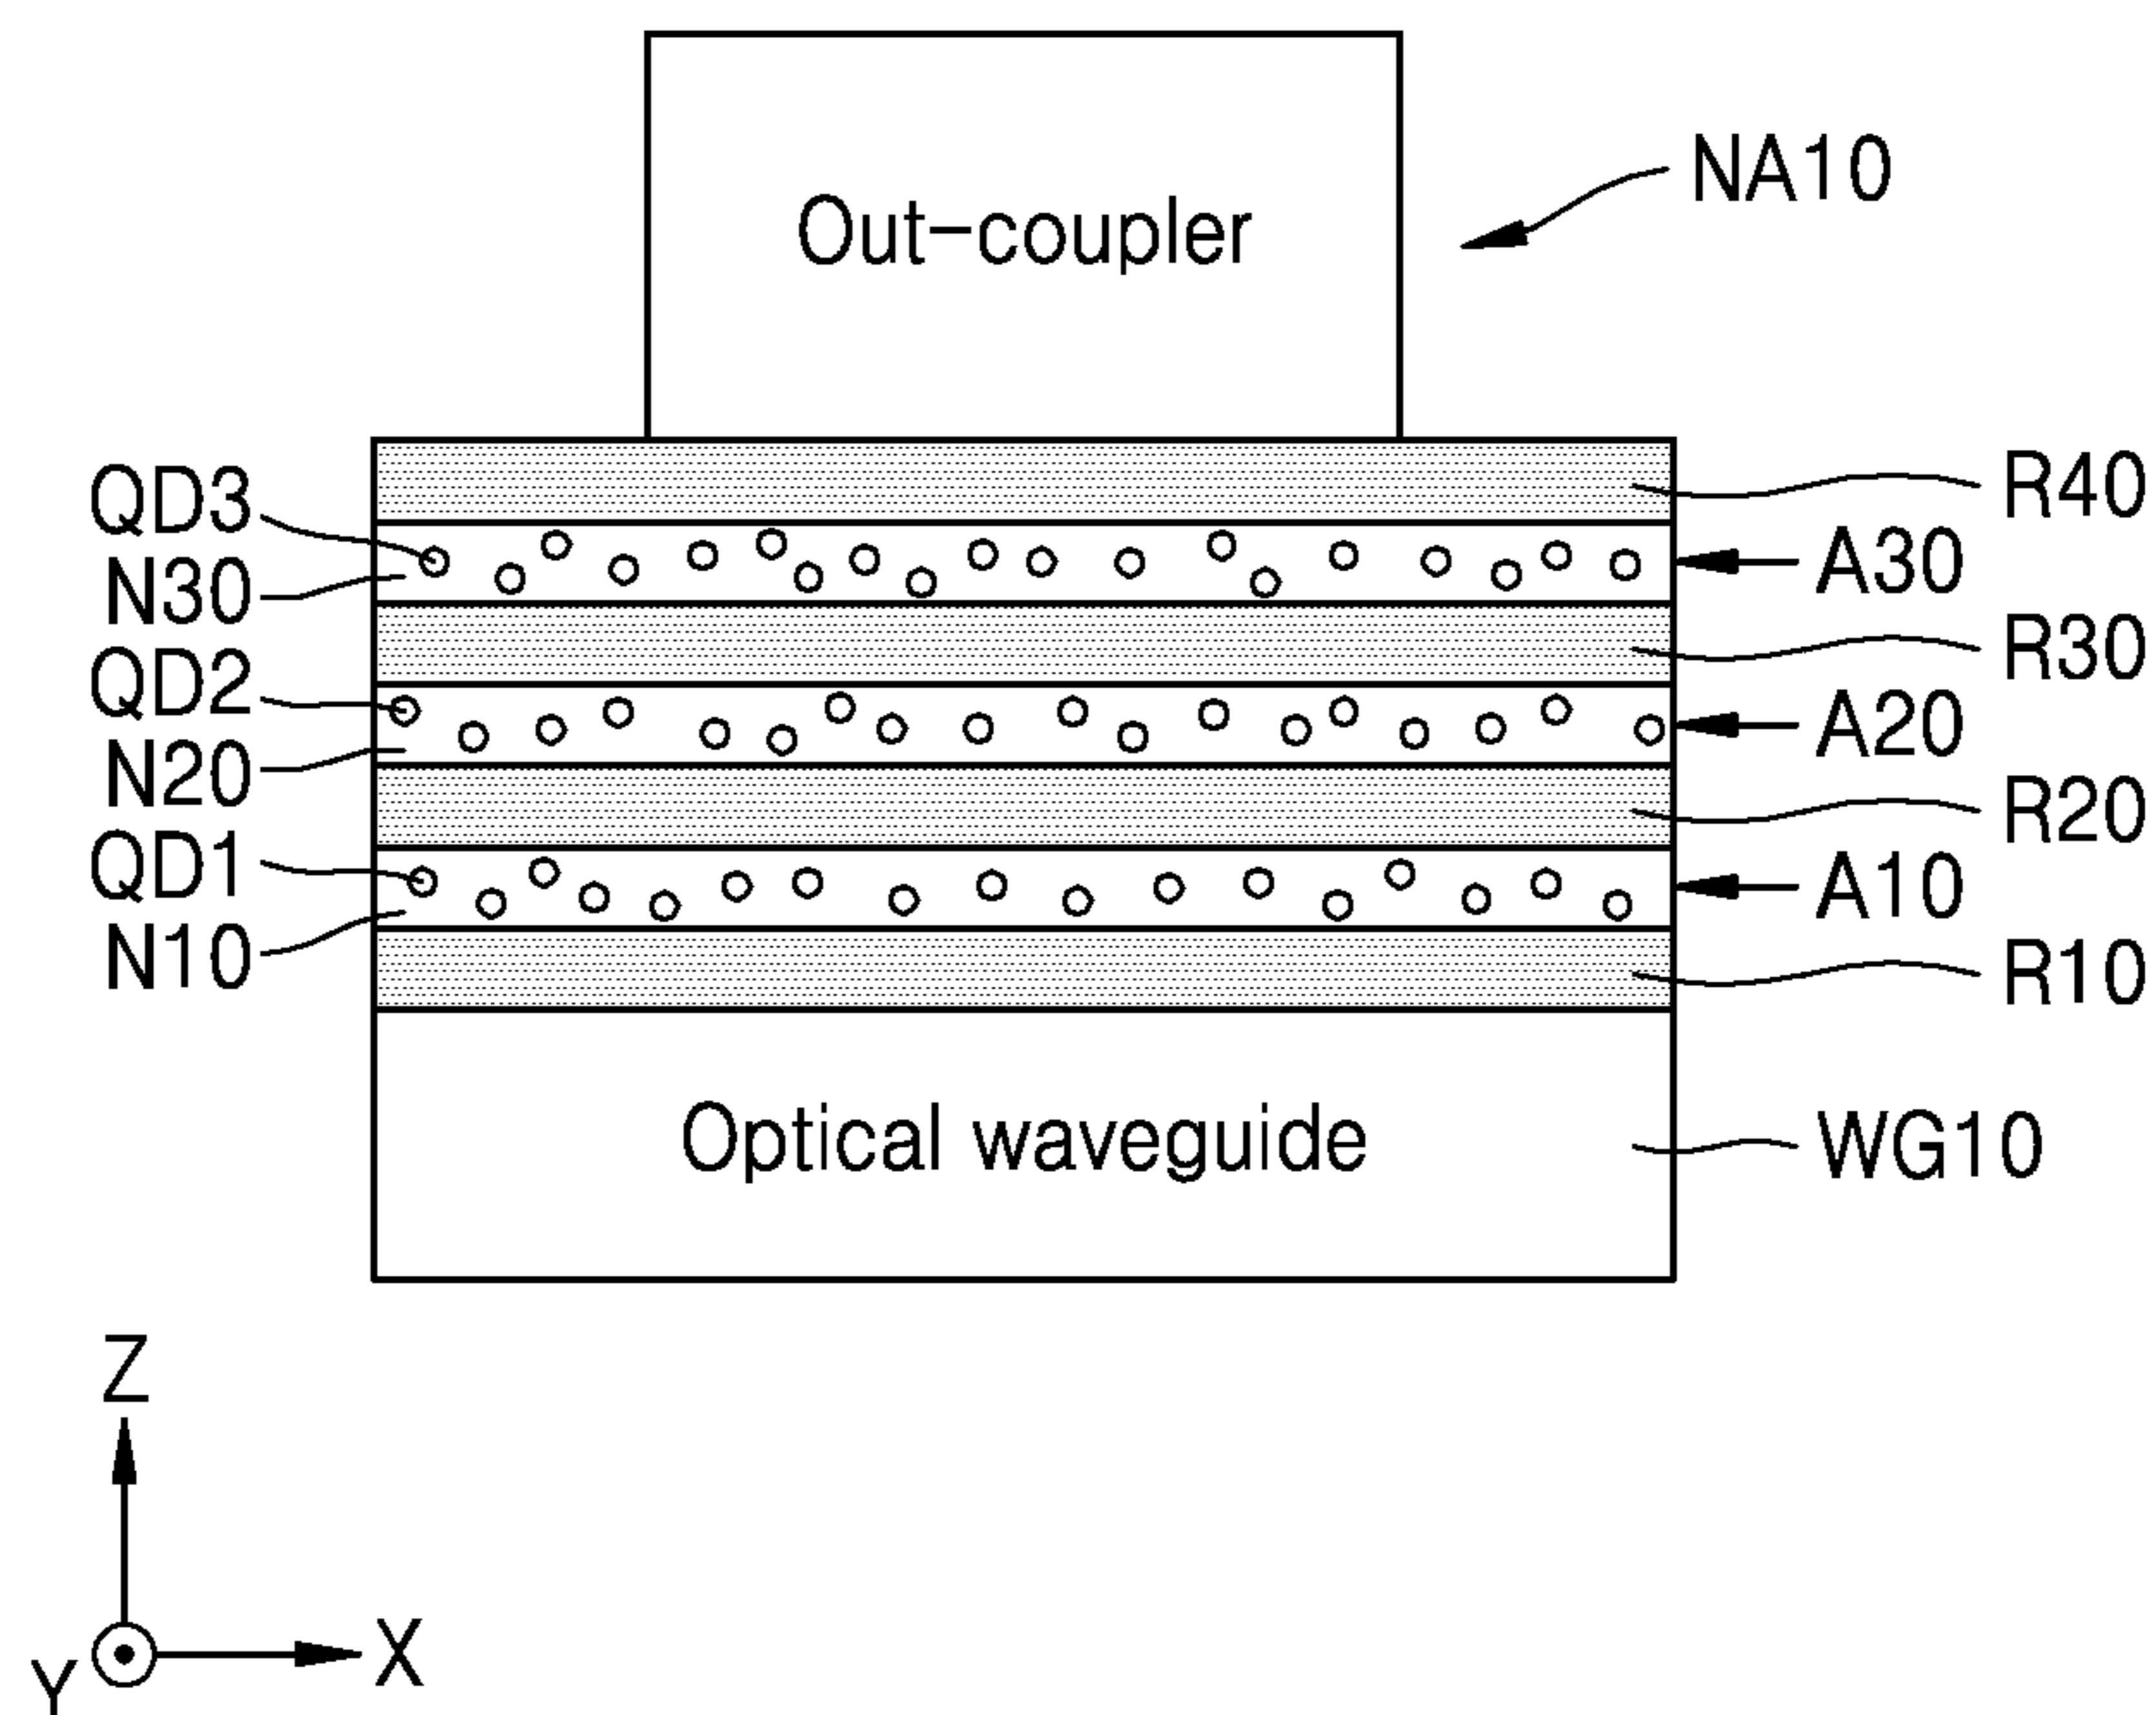 NA10
Out-coupler
QD3
R40
N30
A30
QD2
R30
N20
A20
QD1
R20
N10
A10
R10
Optical waveguide
WG10
Z
Y
X